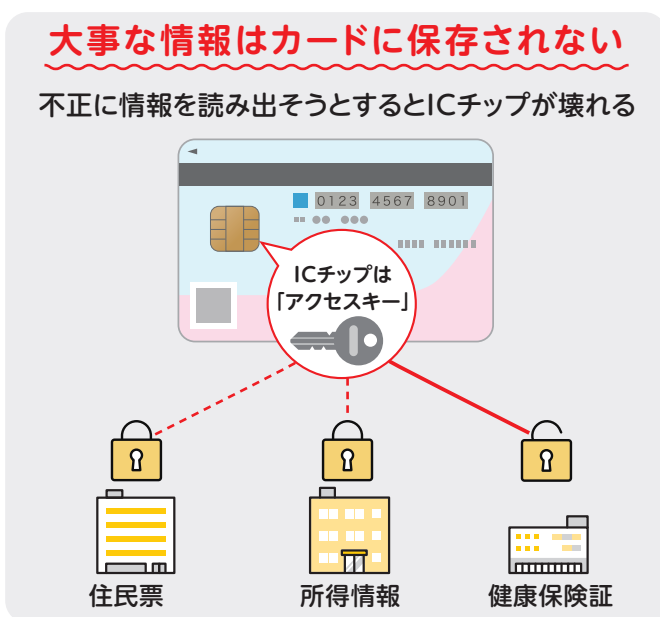 大事な情報はカードに保存されない
不正に情報を読み出そうとするとICチップが壊れる
0123 4567 8901
ICチップは
「アクセスキー」
住民票
所得情報
健康保険証